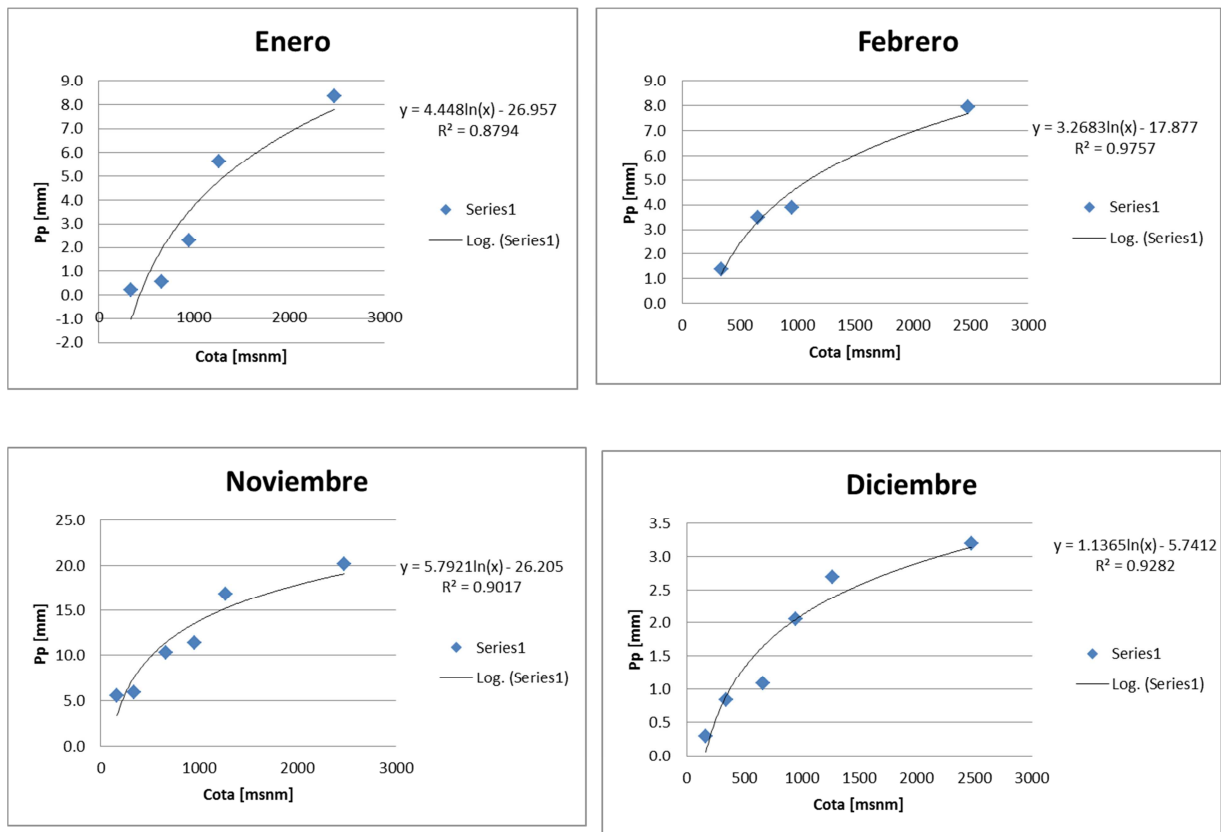 Enero
9.0
8.0
7.0
6.0
5.0
4.0
3.0
2.0
1.0
0.0
-1.0
-2.0
0
1000
2000
3000
Pp [mm]
Cota [msnm]
y = 4.448ln(x) - 26.957
R² = 0.8794
Series1
Log. (Series1)
Febrero
9.0
8.0
7.0
6.0
5.0
4.0
3.0
2.0
1.0
0.0
0
500
1000
1500
2000
2500
3000
Pp [mm]
Cota [msnm]
y = 3.2683ln(x) - 17.877
R² = 0.9757
Series1
Log. (Series1)
Noviembre
25.0
20.0
15.0
10.0
5.0
0.0
0
1000
2000
3000
Pp [mm]
Cota [msnm]
y = 5.7921ln(x) - 26.205
R² = 0.9017
Series1
Log. (Series1)
Diciembre
3.5
3.0
2.5
2.0
1.5
1.0
0.5
0.0
0
500
1000
1500
2000
2500
3000
Pp [mm]
Cota [msnm]
y = 1.1365ln(x) - 5.7412
R² = 0.9282
Series1
Log. (Series1)